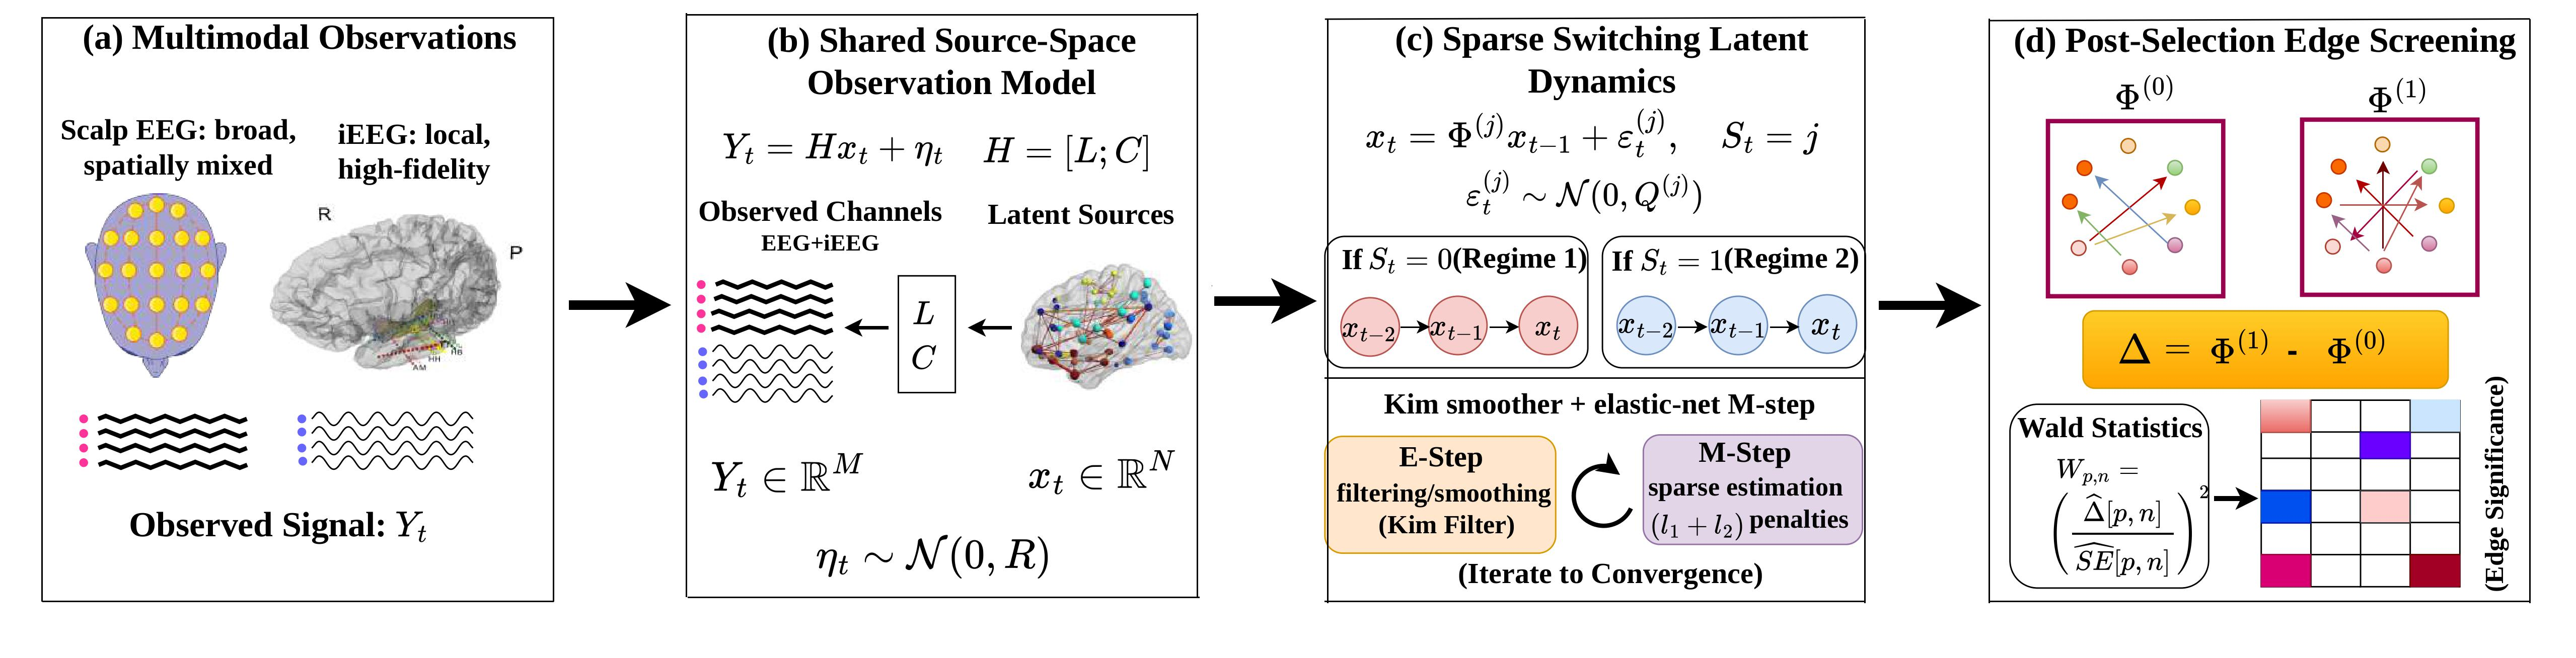 (a) Multimodal Observations
Scalp EEG: broad,
spatially mixed
iEEG: local,
high-fidelity
R
P
HB
HH
AM
Observed Signal: Y_t
(b) Shared Source-Space
Observation Model
Y_t = Hx_t + η_t   H = [L; C]
Observed Channels
EEG+iEEG
Latent Sources
L
C
Y_t ∈ ℝ^M   x_t ∈ ℝ^N
η_t ∼ 𝒩(0, R)
(c) Sparse Switching Latent
Dynamics
x_t = Φ^(j) x_{t−1} + ε_t^(j),   S_t = j
ε_t^(j) ∼ 𝒩(0, Q^(j))
If S_t = 0(Regime 1)
x_{t−2} x_{t−1} x_t
If S_t = 1(Regime 2)
x_{t−2} x_{t−1} x_t
Kim smoother + elastic-net M-step
E-Step
filtering/smoothing
(Kim Filter)
M-Step
sparse estimation
(l_1 + l_2) penalties
(Iterate to Convergence)
(d) Post-Selection Edge Screening
Φ^(0)   Φ^(1)
Δ = Φ^(1) - Φ^(0)
Wald Statistics
W_{p,n} =
(Δ̂[p, n] / SÊ[p, n])^2
(Edge Significance)